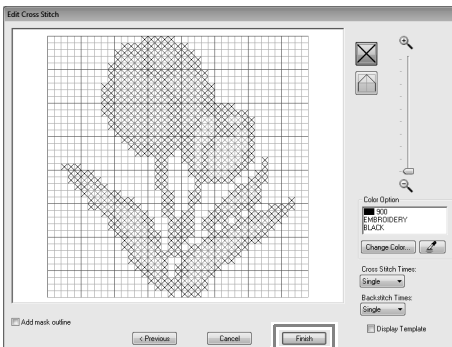 Edit Cross Stitch
Color Option
900
EMBROIDERY
BLACK
Change Color...
Cross Stitch Times:
Single
Backstitch Times:
Single
Display Template
Add mask outline
< Previous
Cancel
Finish